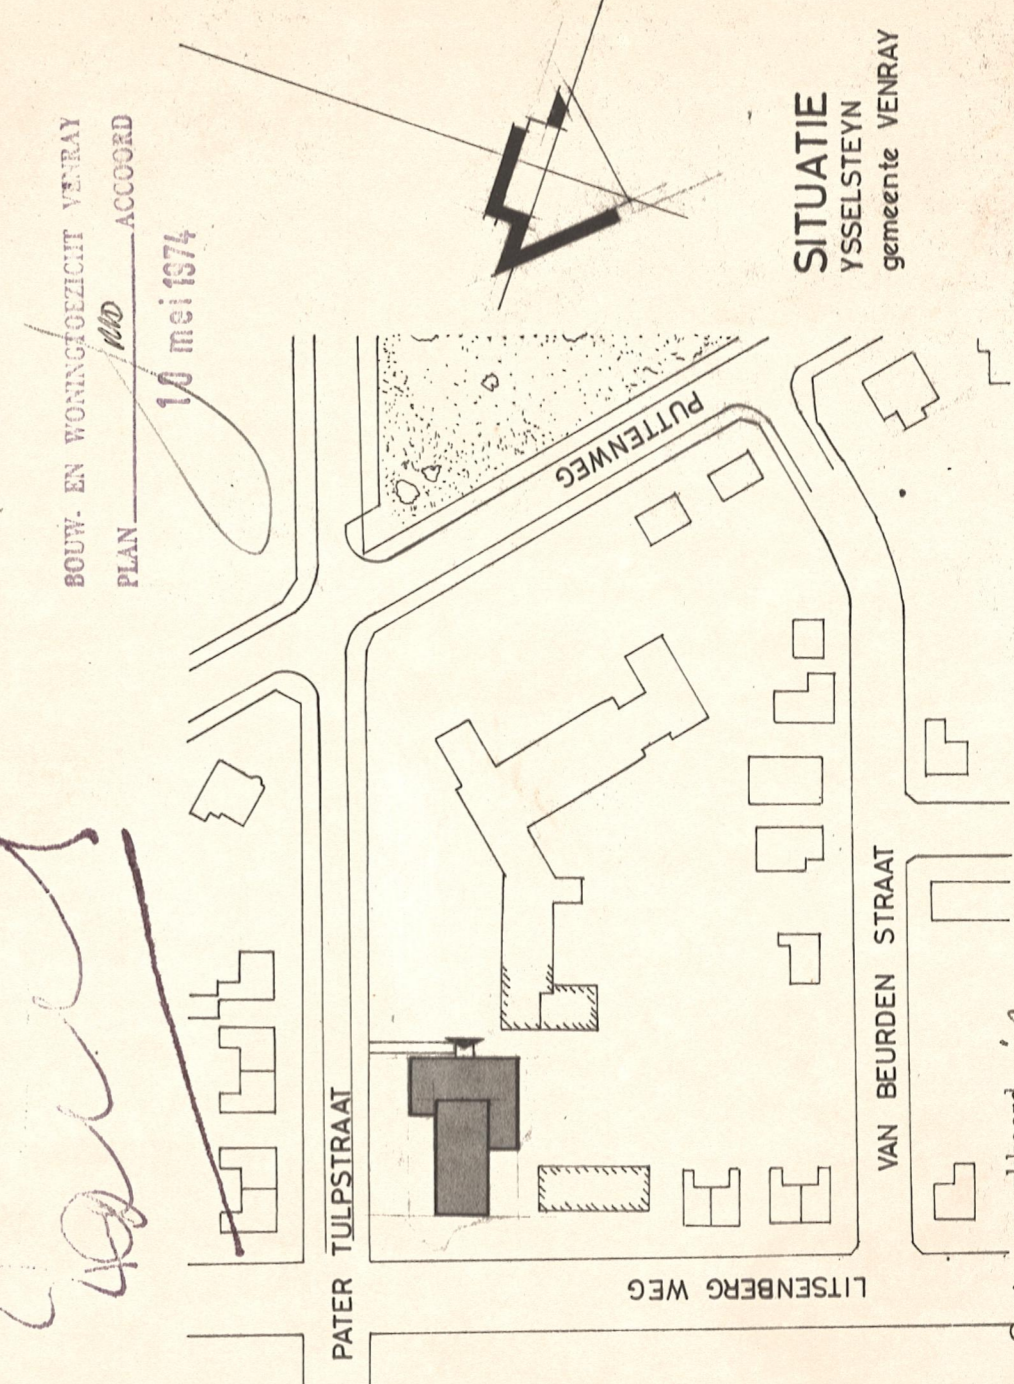 BOUW- EN WONINGTOEZICHT VENRAY
PLAN ACCOORD
10 mei 1974
SITUATIE
YSSELSTEYN
gemeente VENRAY
PUTTENWEG
PATER TULPSTRAAT
VAN BEURDEN STRAAT
LITSENBERG WEG